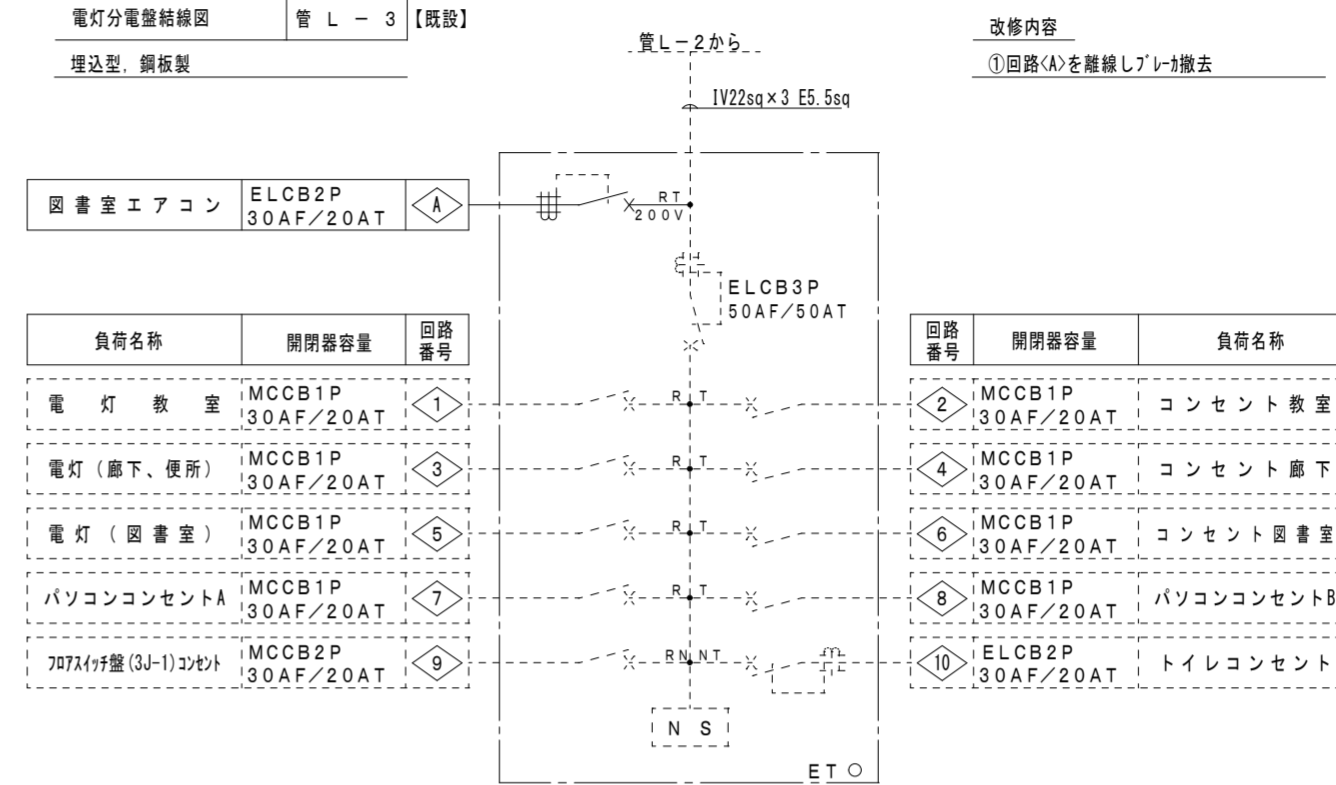 電灯分電盤結線図 管L－3【既設】
埋込型，鋼板製
管L－2から
改修内容
①回路<A>を離線しブレーカ撤去
IV22sq×3 E5.5sq
図書室エアコン ELCB2P
30AF／20AT
A
RT
200V
ELCB3P
50AF／50AT
負荷名称 開閉器容量 回路
番号
回路
番号 開閉器容量 負荷名称
電灯教室 MCCB1P
30AF／20AT
1
R T
2
MCCB1P
30AF／20AT
コンセント教室
電灯（廊下、便所） MCCB1P
30AF／20AT
3
R T
4
MCCB1P
30AF／20AT
コンセント廊下
電灯（図書室） MCCB1P
30AF／20AT
5
R T
6
MCCB1P
30AF／20AT
コンセント図書室
パソコンコンセントA MCCB1P
30AF／20AT
7
R T
8
MCCB1P
30AF／20AT
パソコンコンセントB
フロアスイッチ盤(3J-1)コンセント MCCB2P
30AF／20AT
9
RN NT
10
ELCB2P
30AF／20AT
トイレコンセント
NS
ET